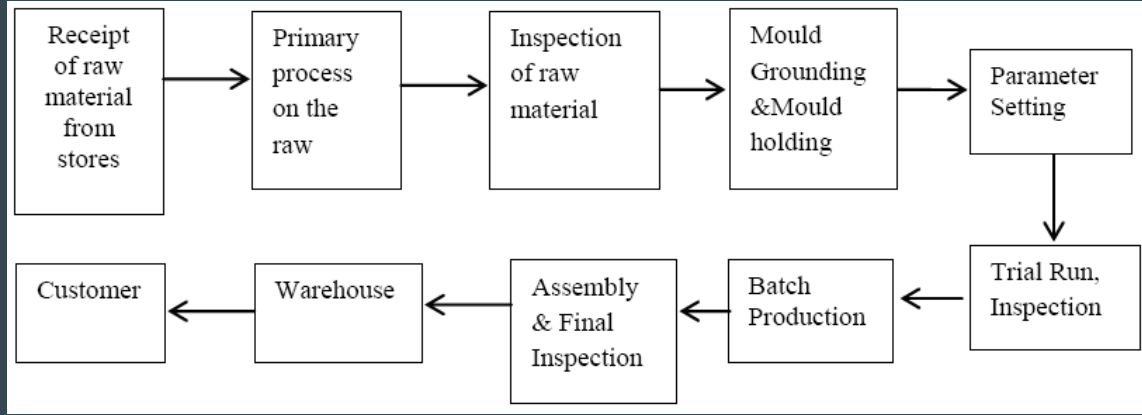 Receipt
of raw
material
from
stores
Primary
process
on the
raw
Inspection
of raw
material
Mould
Grounding
&Mould
holding
Parameter
Setting
Trial Run,
Inspection
Batch
Production
Assembly
& Final
Inspection
Warehouse
Customer